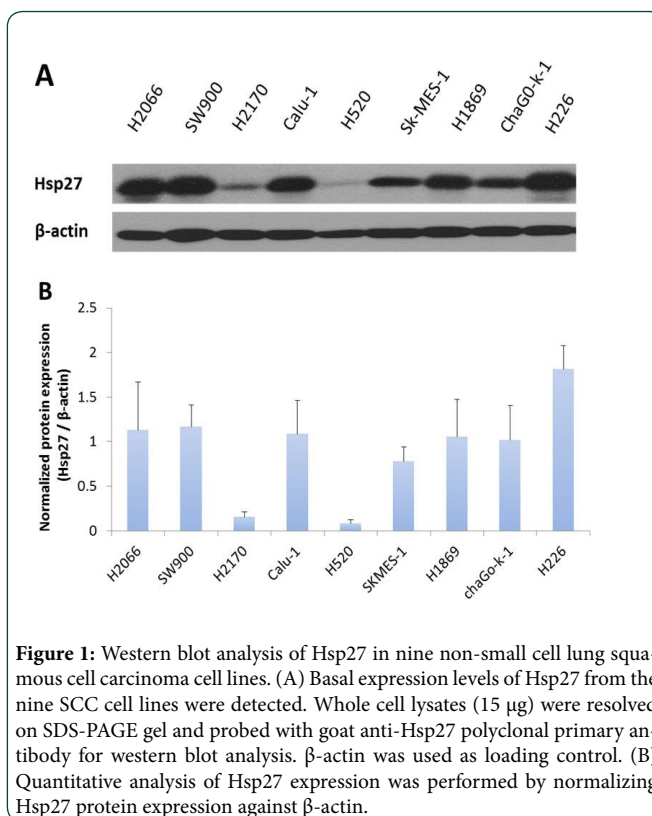 A
H2066 SW900 H2170 Calu-1 H520 Sk-MES-1 H1869 ChaG0-k-1 H226
Hsp27
β-actin
B
Normalized protein expression
(Hsp27 / β-actin)
2.5
2
1.5
1
0.5
0
H2066 SW900 H2170 Calu-1 H520 SKMES-1 H1869 chaGo-k-1 H226
Figure 1: Western blot analysis of Hsp27 in nine non-small cell lung squa-
mous cell carcinoma cell lines. (A) Basal expression levels of Hsp27 from the
nine SCC cell lines were detected. Whole cell lysates (15 µg) were resolved
on SDS-PAGE gel and probed with goat anti-Hsp27 polyclonal primary an-
tibody for western blot analysis. β-actin was used as loading control. (B)
Quantitative analysis of Hsp27 expression was performed by normalizing
Hsp27 protein expression against β-actin.